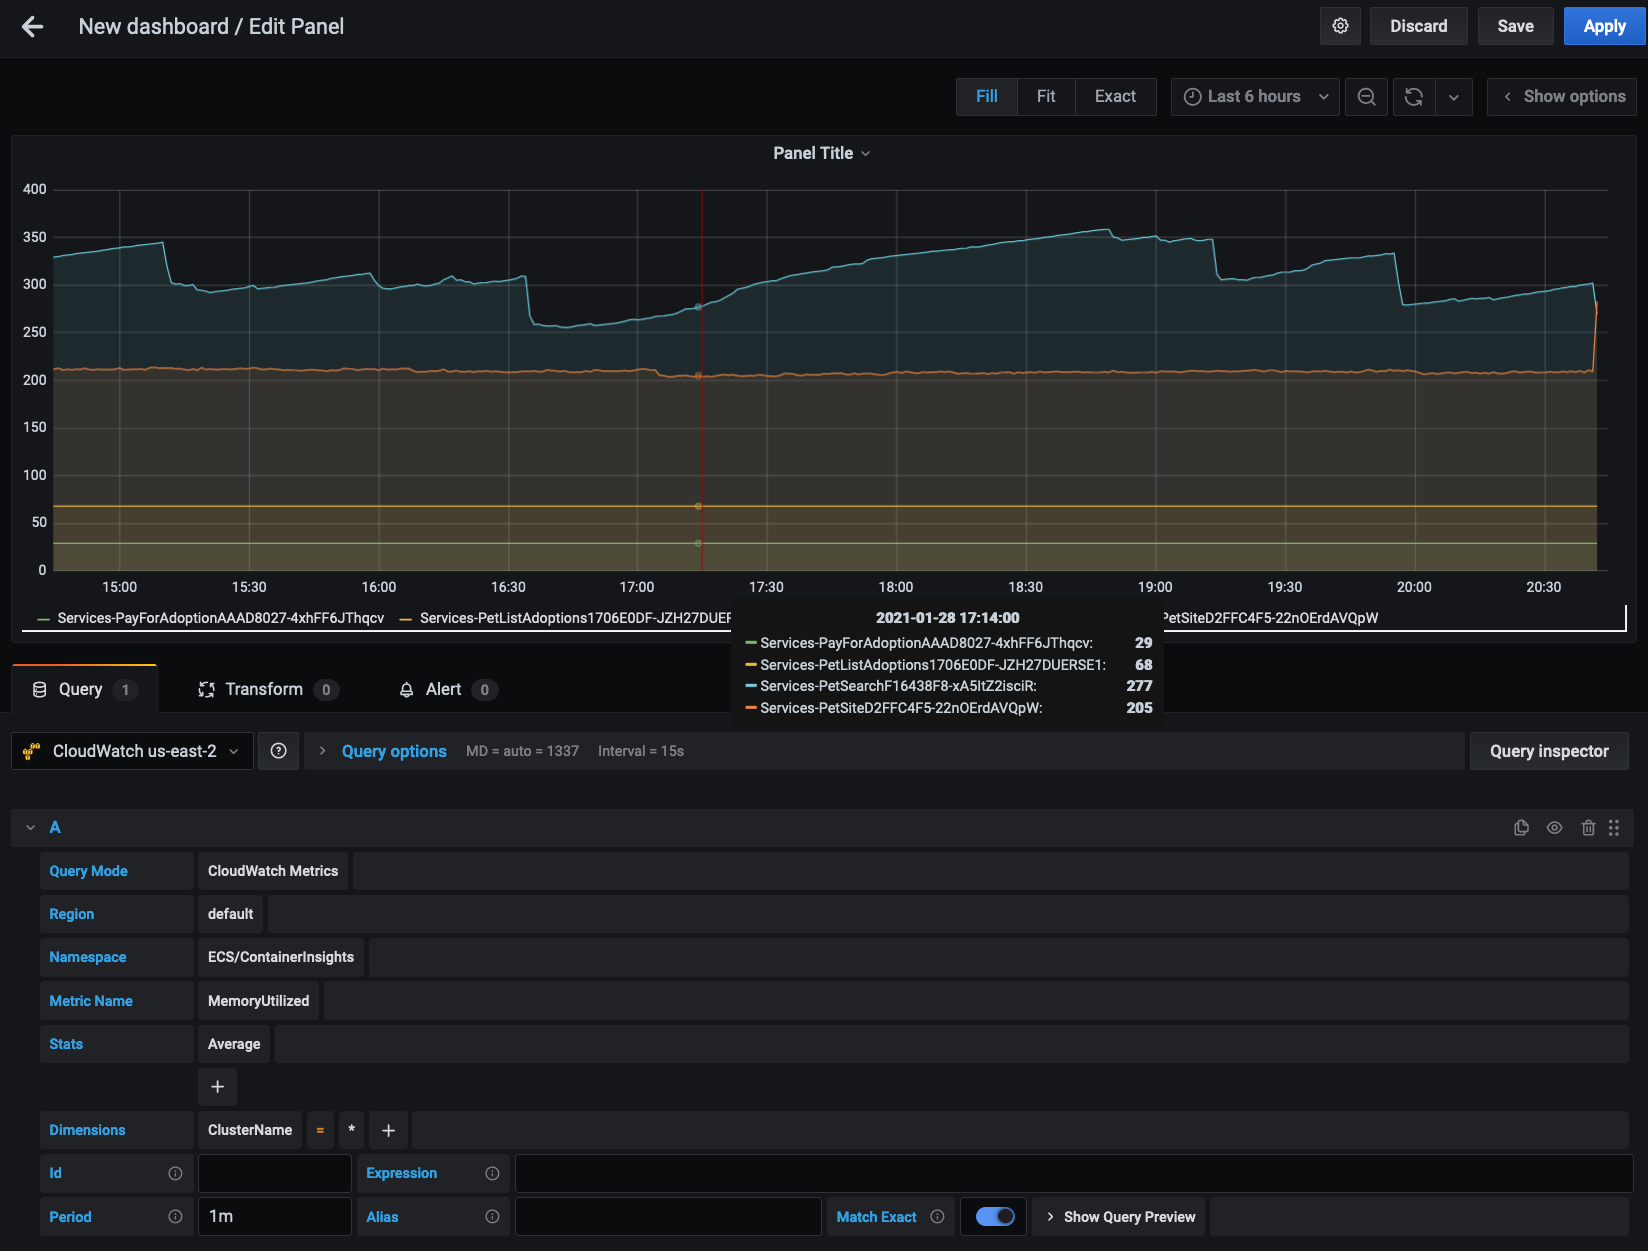 New dashboard / Edit Panel
Discard
Save
Apply
Fill
Fit
Exact
Last 6 hours
Show options
Panel Title
400
350
300
250
200
150
100
50
0
15:00
15:30
16:00
16:30
17:00
17:30
18:00
18:30
19:00
19:30
20:00
20:30
Services-PayForAdoptionAAAD8027-4xhFF6JThqcv
Services-PetListAdoptions1706E0DF-JZH27DUER
PetSiteD2FFC4F5-22nOErdAVQpW
2021-01-28 17:14:00
Services-PayForAdoptionAAAD8027-4xhFF6JThqcv: 29
Services-PetListAdoptions1706E0DF-JZH27DUERSE1: 68
Services-PetSearchF16438F8-xA5ltZ2isciR: 277
Services-PetSiteD2FFC4F5-22nOErdAVQpW: 205
Query 1
Transform 0
Alert 0
CloudWatch us-east-2
Query options MD = auto = 1337 Interval = 15s
Query inspector
A
Query Mode CloudWatch Metrics
Region default
Namespace ECS/ContainerInsights
Metric Name MemoryUtilized
Stats Average
+
Dimensions ClusterName = * +
Id Expression
Period 1m Alias Match Exact Show Query Preview